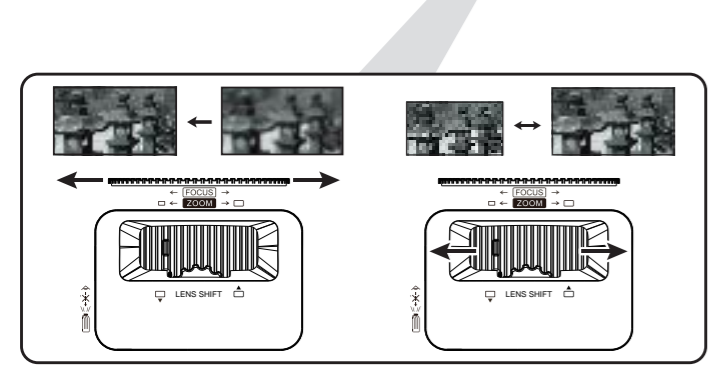 ← FOCUS →
← ZOOM →
LENS SHIFT
← FOCUS →
← ZOOM →
LENS SHIFT